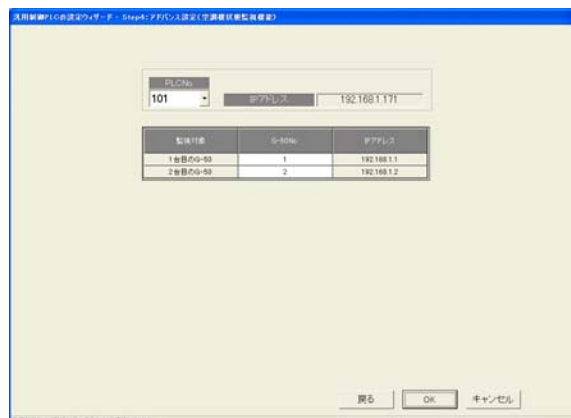 汎用制御PLCの設定ウィザード - Step4:アドバンス設定(空調機状態監視機能)
PLCNo.
101 IPアドレス 192.168.1.171
監視対象 G-50No. IPアドレス
1台目のG-50 1 192.168.1.1
2台目のG-50 2 192.168.1.2
戻る OK キャンセル